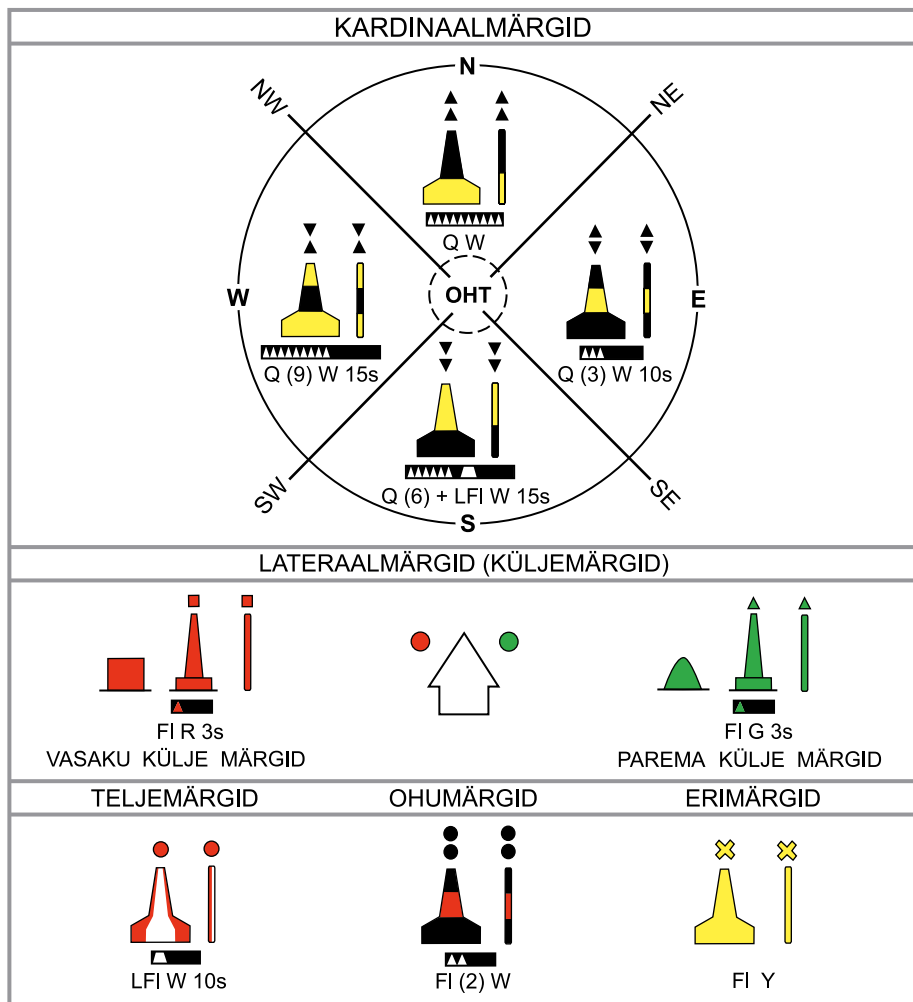 KARDINAALMÄRGID
N
NW
NE
Q W
W
OHT
E
Q (9) W 15s
Q (3) W 10s
Q (6) + LFl W 15s
SW
SE
S
LATERAALMÄRGID (KÜLJEMÄRGID)
Fl R 3s
Fl G 3s
VASAKU KÜLJE MÄRGID
PAREMA KÜLJE MÄRGID
TELJEMÄRGID
OHUMÄRGID
ERIMÄRGID
LFl W 10s
Fl (2) W
Fl Y